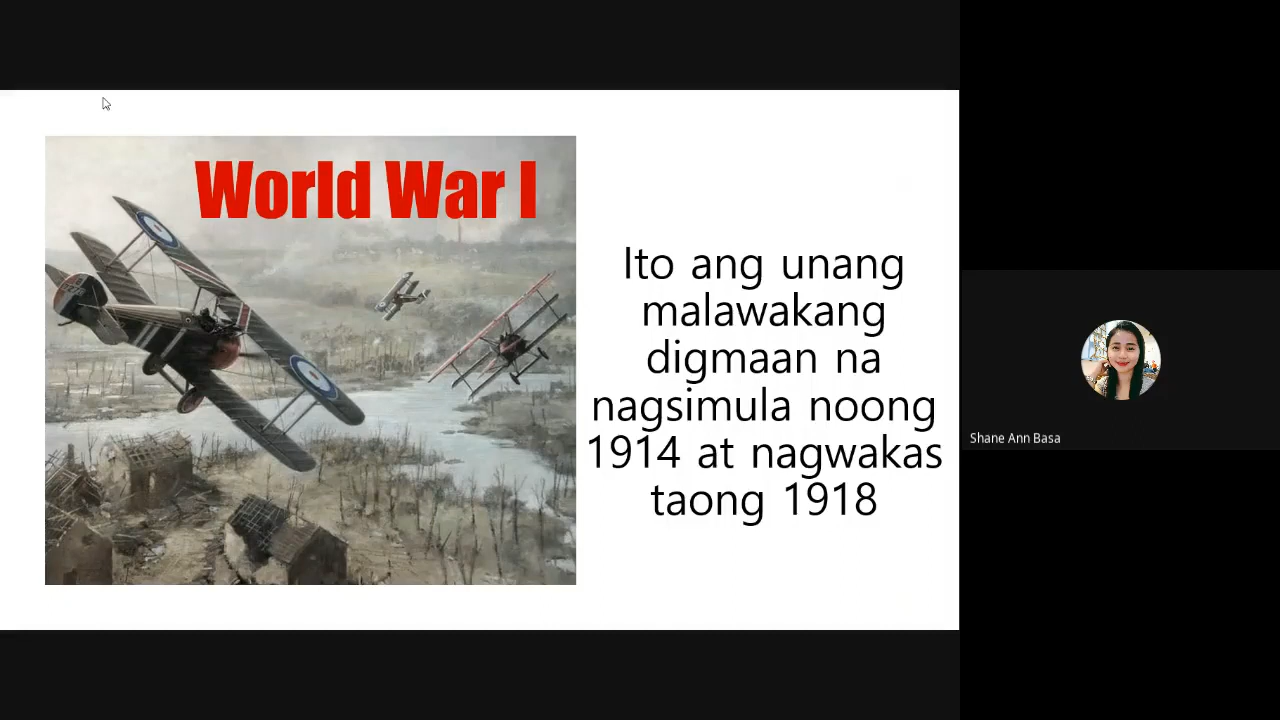 World War I
Ito ang unang
malawakang
digmaan na
nagsimula noong
1914 at nagwakas
taong 1918
Shane Ann Basa